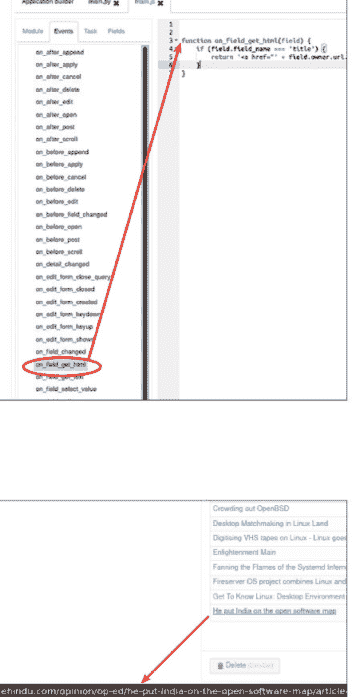 Application builder main.py main.js
Module Events Task Fields
on_after_append
on_after_apply
on_after_cancel
on_after_delete
on_after_edit
on_after_open
on_after_post
on_after_scroll
on_before_append
on_before_apply
on_before_cancel
on_before_delete
on_before_edit
on_before_field_changed
on_before_open
on_before_post
on_before_scroll
on_detail_changed
on_edit_form_close_query
on_edit_form_closed
on_edit_form_created
on_edit_form_keydown
on_edit_form_keyup
on_edit_form_shown
on_field_changed
on_field_get_html
on_field_get_text
on_field_select_value
1
2
3 function on_field_get_html(field) {
4 if (field.field_name === 'title') {
5 return '<a href="' + field.owner.url.
6 }
7 }
Crowding out OpenBSD
Desktop Matchmaking in Linux Land
Digitising VHS tapes on Linux - Linux goes
Enlightenment Main
Fanning the Flames of the Systemd Infern
Fireserver OS project combines Linux and
Get To Know Linux: Desktop Environment
He put India on the open software map
Delete
ehindu.com/opinion/op-ed/he-put-india-on-the-open-software-map/article